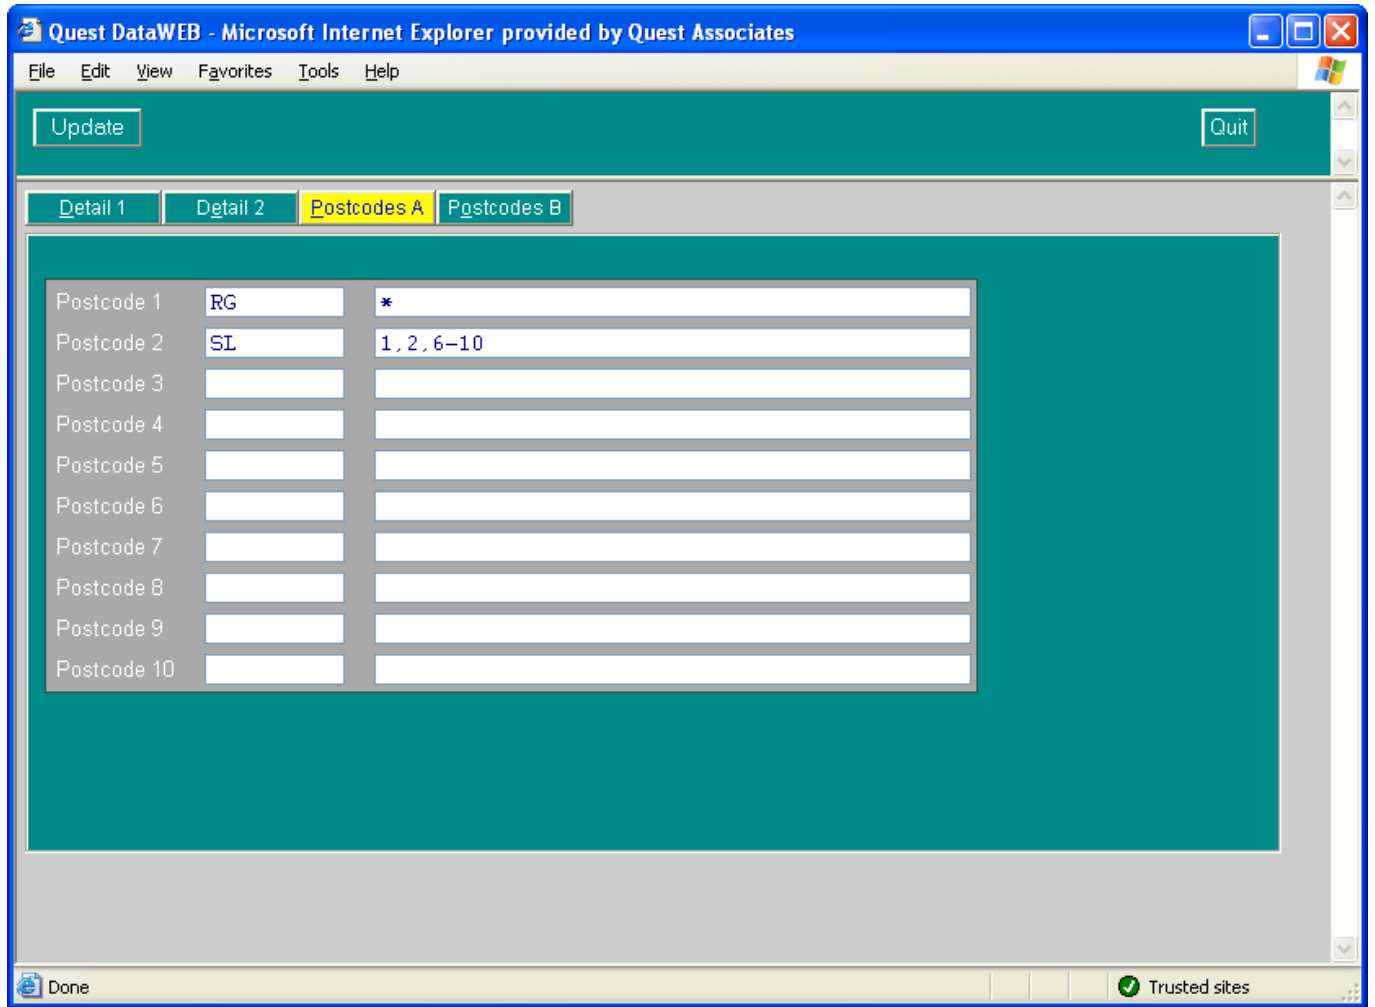 Quest DataWEB - Microsoft Internet Explorer provided by Quest Associates
File Edit View Favorites Tools Help
Update Quit
Detail 1 Detail 2 Postcodes A Postcodes B
Postcode 1 RG *
Postcode 2 SL 1,2,6-10
Postcode 3
Postcode 4
Postcode 5
Postcode 6
Postcode 7
Postcode 8
Postcode 9
Postcode 10
Done Trusted sites